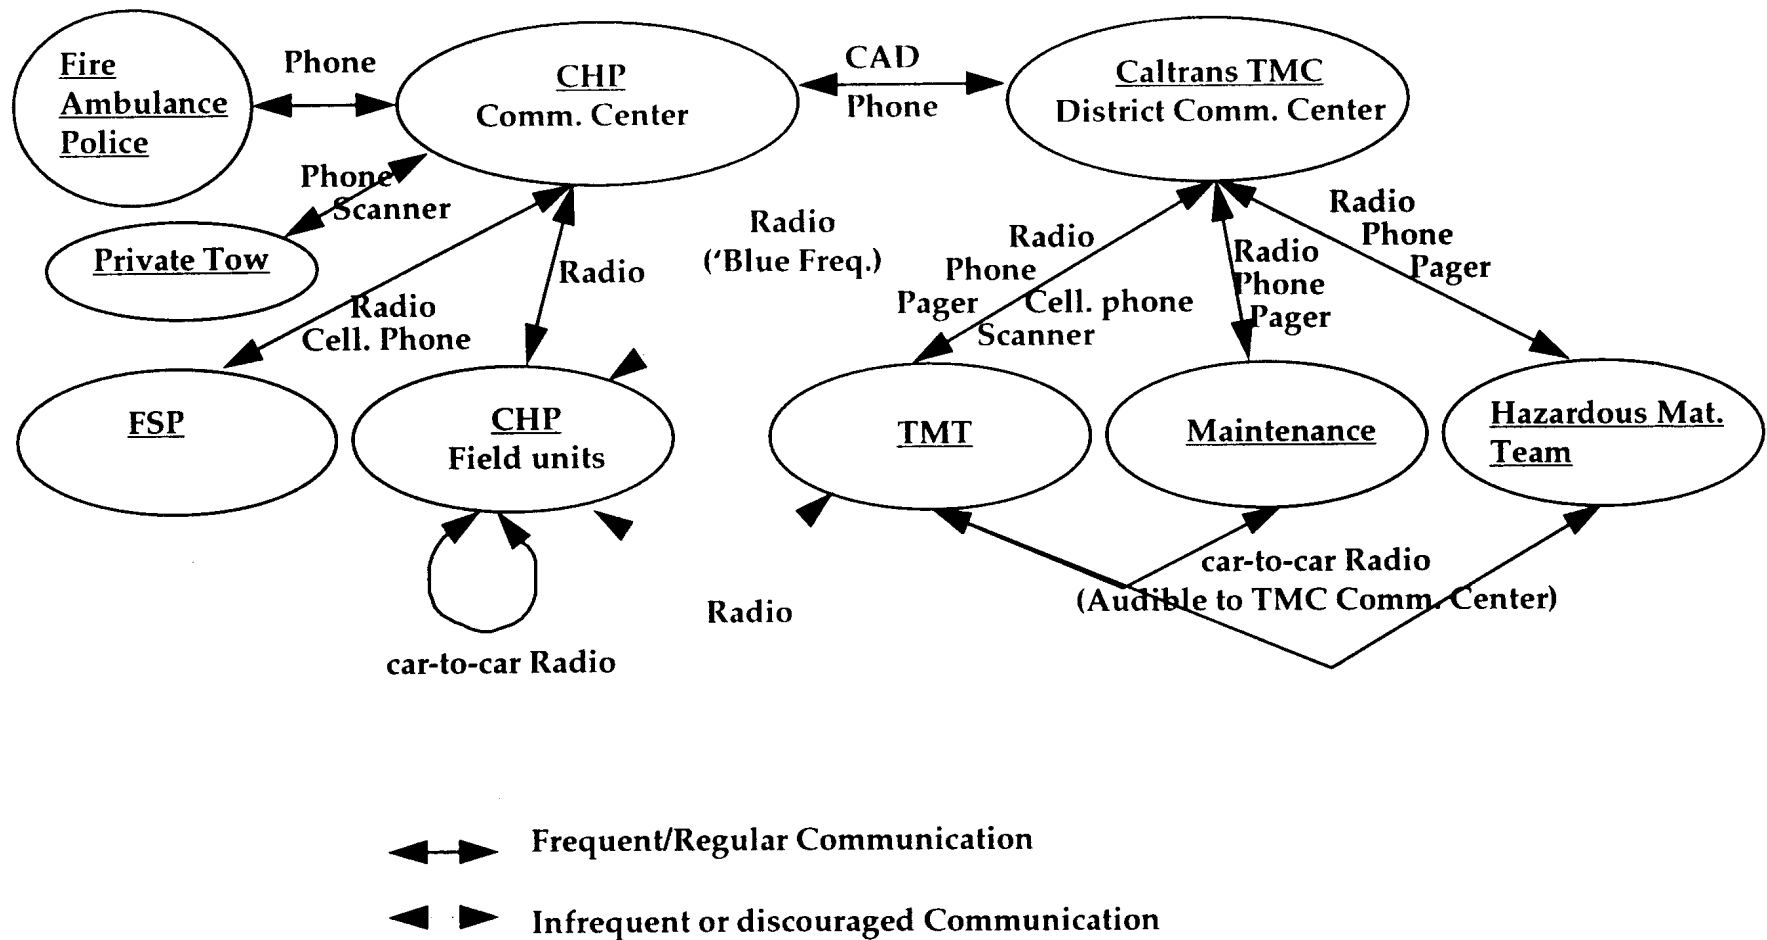 Fire
Ambulance
Police
Phone
CHP
Comm. Center
CAD
Phone
Caltrans TMC
District Comm. Center
Phone
Scanner
Private Tow
Radio
Cell. Phone
Radio
Radio
('Blue Freq.)
Radio
Phone
Pager
Cell. phone
Scanner
Radio
Phone
Pager
Radio
Phone
Pager
FSP
CHP
Field units
TMT
Maintenance
Hazardous Mat.
Team
car-to-car Radio
(Audible to TMC Comm. Center)
Radio
car-to-car Radio
Frequent/Regular Communication
Infrequent or discouraged Communication